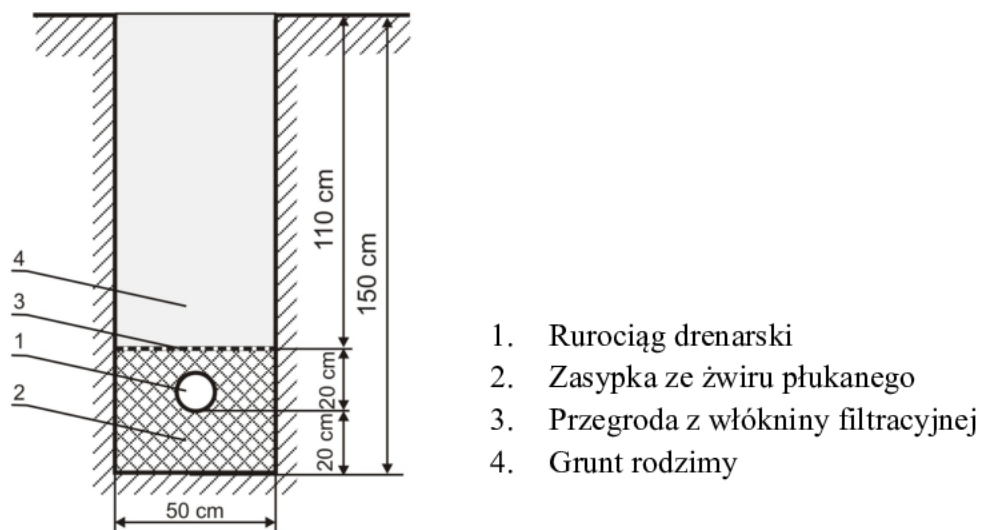 110 cm
150 cm
4
3
1
2
20 cm
20 cm
50 cm
1. Rurociąg drenarski
2. Zasypka ze żwiru płukanego
3. Przegroda z włókniny filtracyjnej
4. Grunt rodzimy